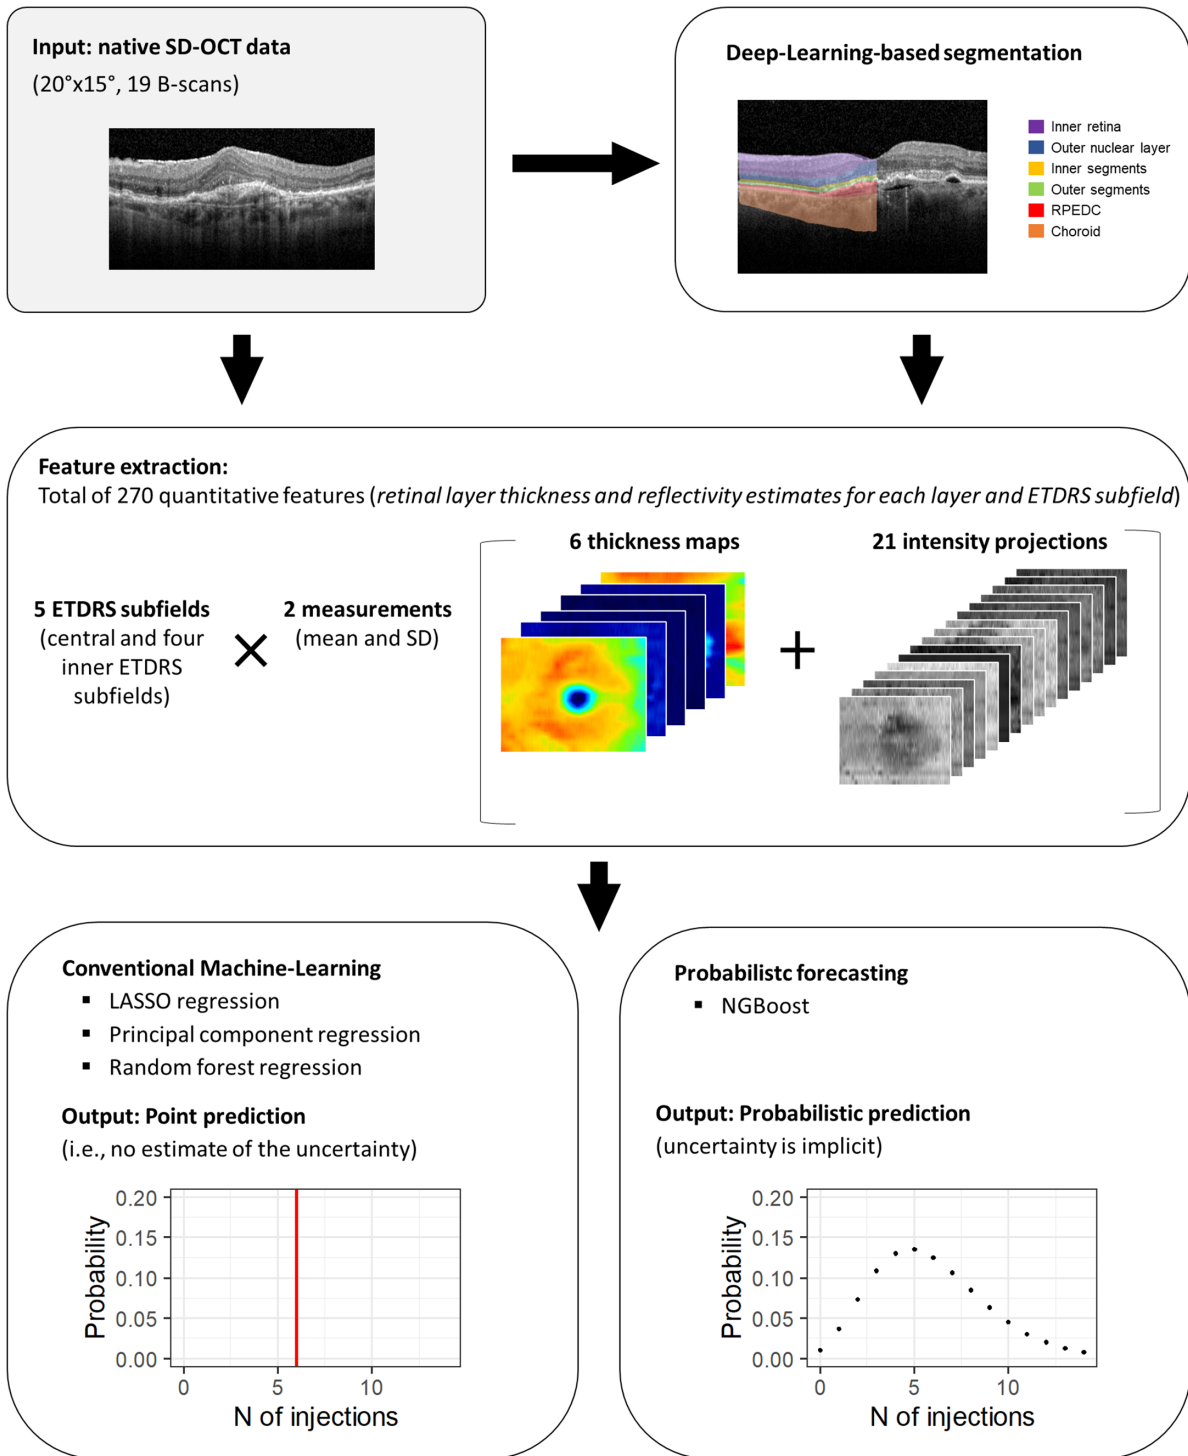 Input: native SD-OCT data
(20°x15°, 19 B-scans)
Deep-Learning-based segmentation
Inner retina
Outer nuclear layer
Inner segments
Outer segments
RPEDC
Choroid
Feature extraction:
Total of 270 quantitative features (retinal layer thickness and reflectivity estimates for each layer and ETDRS subfield)
5 ETDRS subfields
(central and four
inner ETDRS
subfields)
×
2 measurements
(mean and SD)
6 thickness maps
+
21 intensity projections
Conventional Machine-Learning
▪ LASSO regression
▪ Principal component regression
▪ Random forest regression
Output: Point prediction
(i.e., no estimate of the uncertainty)
Probability
0.20
0.15
0.10
0.05
0.00
0 5 10
N of injections
Probabilistc forecasting
▪ NGBoost
Output: Probabilistic prediction
(uncertainty is implicit)
Probability
0.20
0.15
0.10
0.05
0.00
0 5 10
N of injections